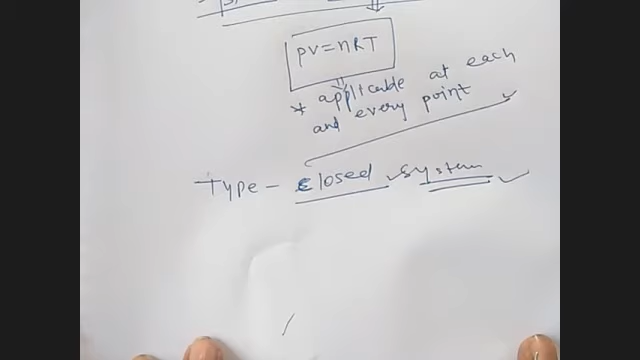 PV=nRT
* applicable at each
and every point
Type - closed system